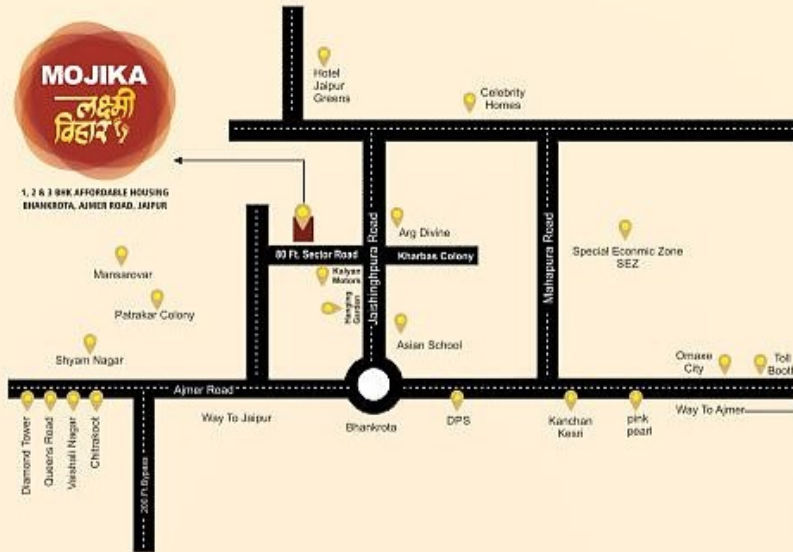 MOJIKA
लक्ष्मी
विहार
1, 2 & 3 BHK AFFORDABLE HOUSING
BHANKROTA, AJMER ROAD, JAIPUR
Hotel
Jaipur
Greens
Celebrity
Homes
Jaishinghpura Road
Mahapura Road
Arg Divine
80 Ft. Sector Road
Kharbas Colony
Special Econmic Zone
SEZ
Mansarovar
Kalyan
Motors
Hanging
Garden
Patrakar Colony
Asian School
Shyam Nagar
Omaxe
City
Toll
Booth
Ajmer Road
Way To Jaipur
Bhankrota
DPS
Kanchan
Kesri
pink
pearl
Way To Ajmer
Diamond Tower
Queens Road
Vaishali Nagar
Chitrakoot
200 Ft.Bypass